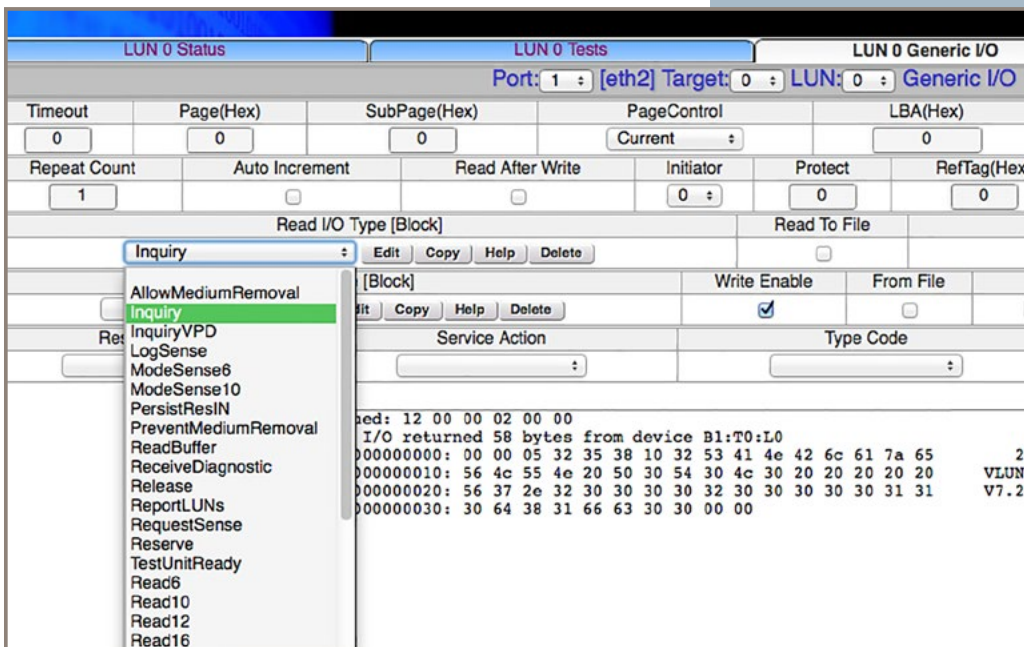 LUN 0 Status LUN 0 Tests LUN 0 Generic I/O
Port: 1 [eth2] Target: 0 LUN: 0 Generic I/O
Timeout Page(Hex) SubPage(Hex) PageControl LBA(Hex)
0 0 0 Current 0
Repeat Count Auto Increment Read After Write Initiator Protect RefTag(Hex
1 0 0 0
Read I/O Type [Block] Read To File
Inquiry Edit Copy Help Delete
[Block] Write Enable From File
Copy Help Delete
Service Action Type Code
AllowMediumRemoval
Inquiry
InquiryVPD
LogSense
ModeSense6
ModeSense10
PersistResIN
PreventMediumRemoval
ReadBuffer
ReceiveDiagnostic
Release
ReportLUNs
RequestSense
Reserve
TestUnitReady
Read6
Read10
Read12
Read16
ned: 12 00 00 02 00 00
I/O returned 58 bytes from device B1:T0:L0
000000000: 00 00 05 32 35 38 10 32 53 41 4e 42 6c 61 7a 65 2
000000010: 56 4c 55 4e 20 50 30 54 30 4c 30 20 20 20 20 20 VLUN
000000020: 56 37 2e 32 30 30 30 30 32 30 30 30 30 30 31 31 V7.2
000000030: 30 64 38 31 66 63 30 30 00 00